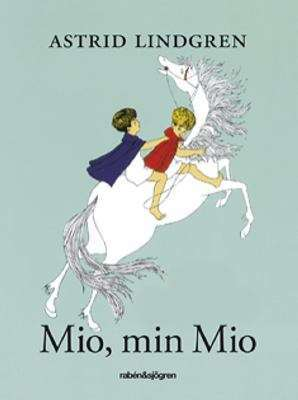 ASTRID LINDGREN
Mio, min Mio
rabén&sjögren